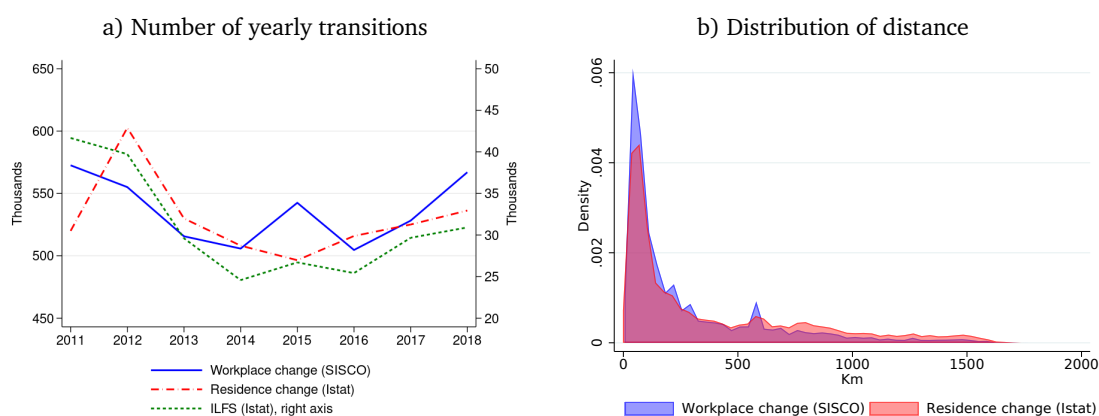 a) Number of yearly transitions
650
600
550
500
450
Thousands
50
45
40
35
30
25
20
Thousands
2011 2012 2013 2014 2015 2016 2017 2018
Workplace change (SISCO)
Residence change (Istat)
ILFS (Istat), right axis
b) Distribution of distance
.006
.004
.002
0
Density
0 500 1000 1500 2000
Km
Workplace change (SISCO) Residence change (Istat)